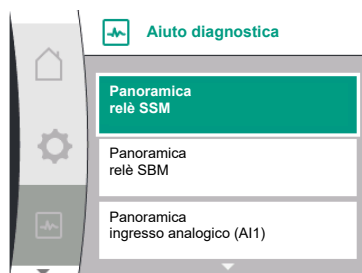 Aiuto diagnostica
Panoramica
relè SSM
Panoramica
relè SBM
Panoramica
ingresso analogico (AI1)